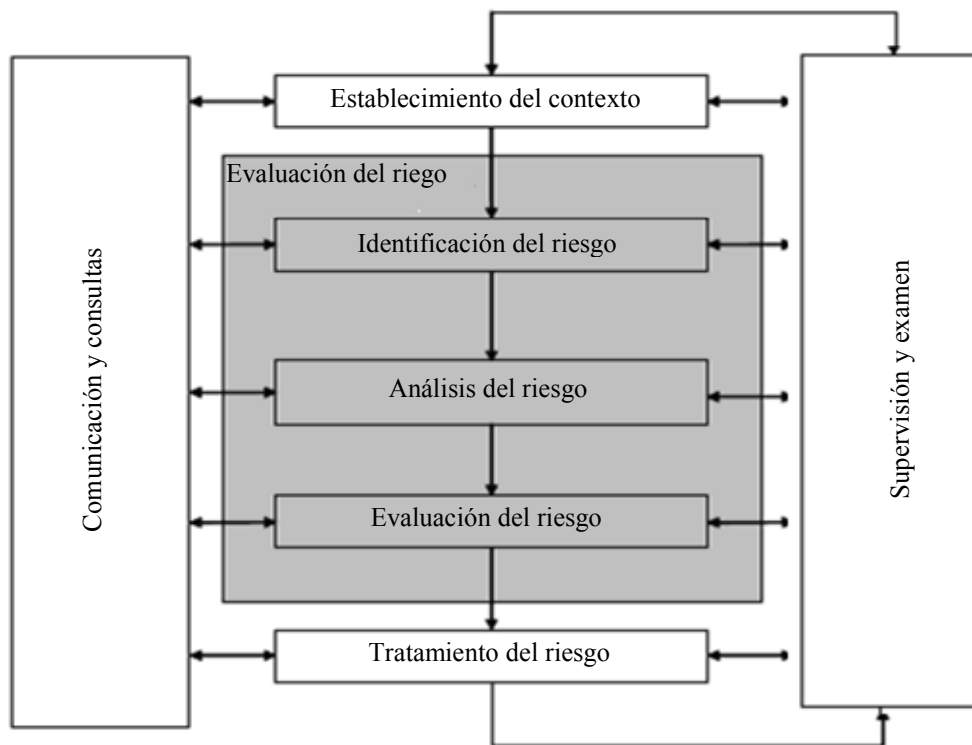 Establecimiento del contexto
Evaluación del riego
Identificación del riesgo
Análisis del riesgo
Evaluación del riesgo
Tratamiento del riesgo
Comunicación y consultas
Supervisión y examen